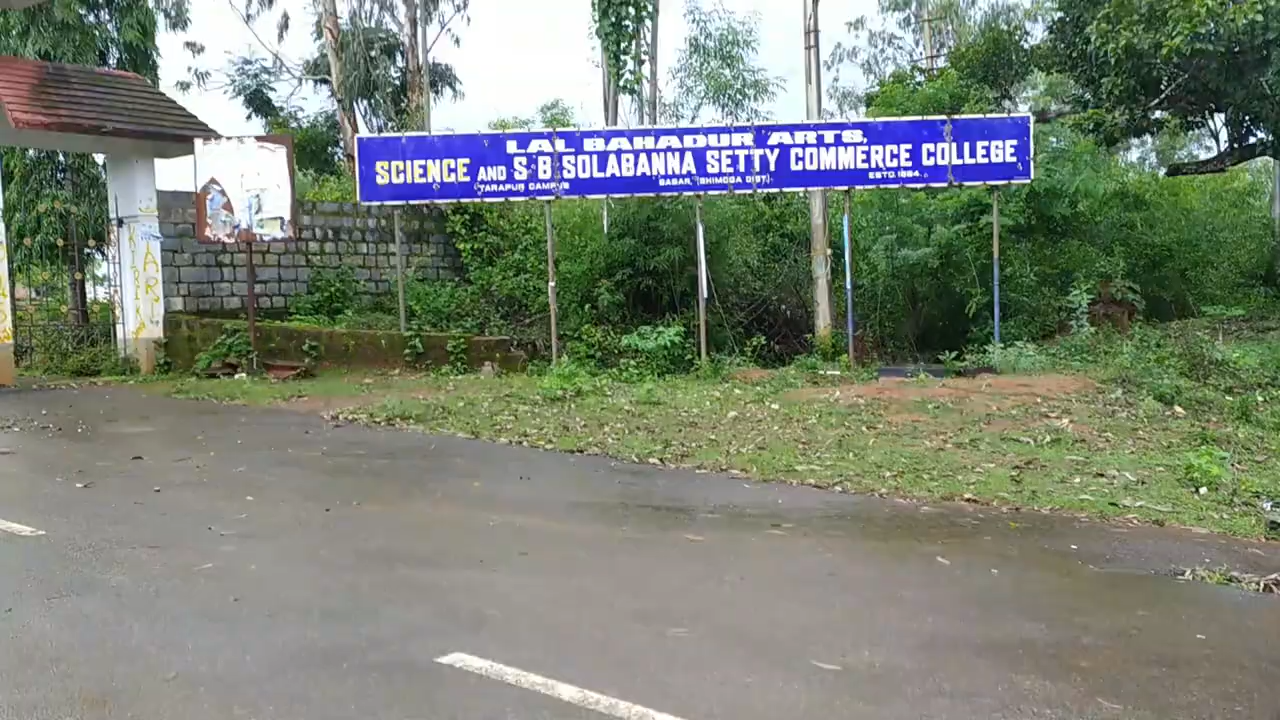 LAL BAHADUR ARTS,
SCIENCE AND S·B·SOLABANNA SETTY COMMERCE COLLEGE
TARAPUR CAMPUS SAGAR, (SHIMOGA DIST.) ESTD.1964.